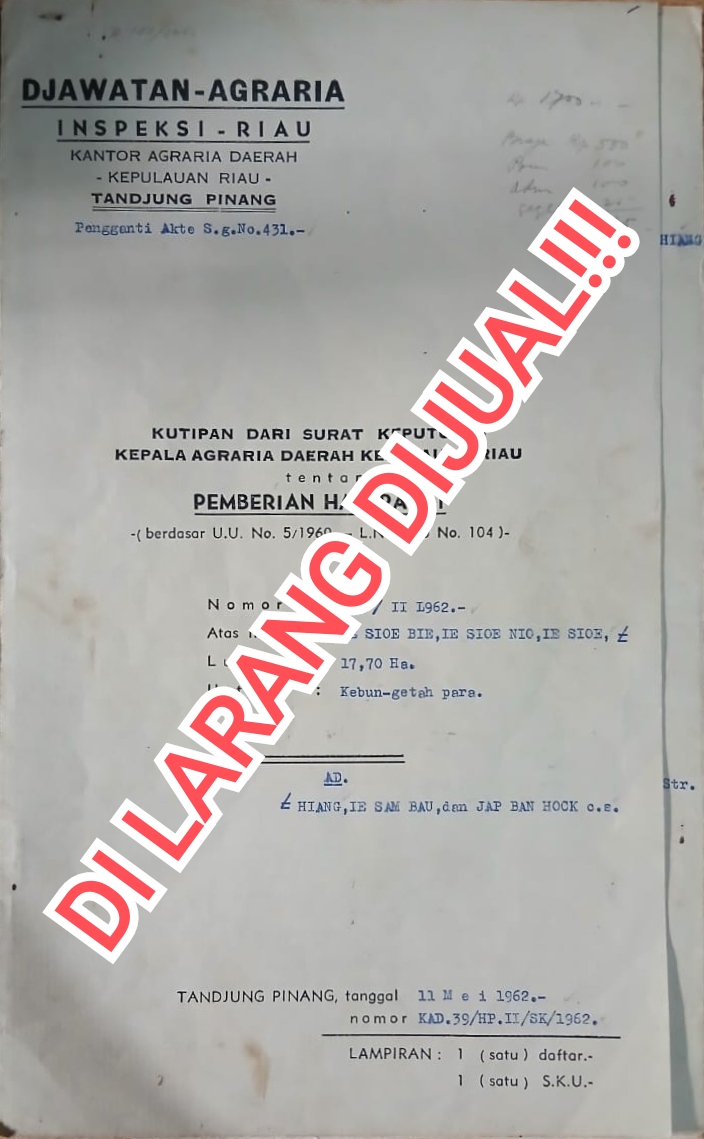 DJAWATAN-AGRARIA
INSPEKSI-RIAU
KANTOR AGRARIA DAERAH
- KEPULAUAN RIAU -
TANDJUNG PINANG
Pengganti Akte S.g.No.431.-
HIANG
DI LARANG DIJUAL!!!
KUTIPAN DARI SURAT
KEPALA AGRARIA DAERAH RIAU
PEMBERIAN
-(berdasar U.U. No. 5/1960 No. 104)-
Nomor / II 1962.-
Atas SIOE BIE,IE SIOE NIO,IE SIOE, t
17,70 Ha.
: Kebun-getah para.
AD.
t HIANG,IE SAM BAU,dan JAP BAN HOCK c.s.
Str.
TANDJUNG PINANG, tanggal 11 M e i 1962.-
nomor KAD.39/HP.II/SK/1962.
LAMPIRAN : 1 (satu) daftar.-
1 (satu) S.K.U.-